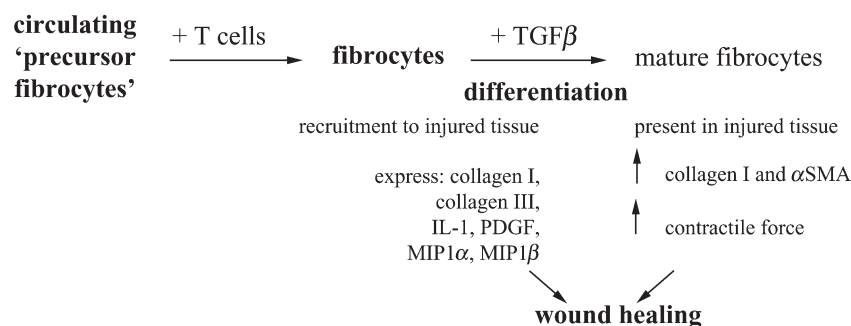 circulating
‘precursor
fibrocytes’
+ T cells
fibrocytes
+ TGFβ
mature fibrocytes
differentiation
recruitment to injured tissue
present in injured tissue
express: collagen I,
collagen III,
IL-1, PDGF,
MIP1α, MIP1β
collagen I and αSMA
contractile force
wound healing